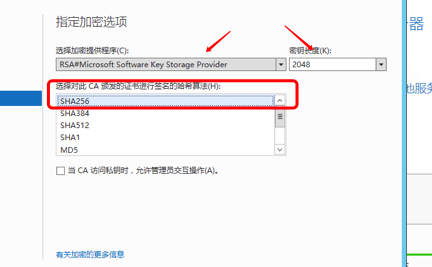 指定加密选项
选择加密提供程序(C):
密钥长度(K):
RSA#Microsoft Software Key Storage Provider
2048
选择对此 CA 颁发的证书进行签名的哈希算法(H):
SHA256
SHA384
SHA512
SHA1
MD5
当 CA 访问私钥时，允许管理员交互操作(A)。
有关加密的更多信息
器
他服务